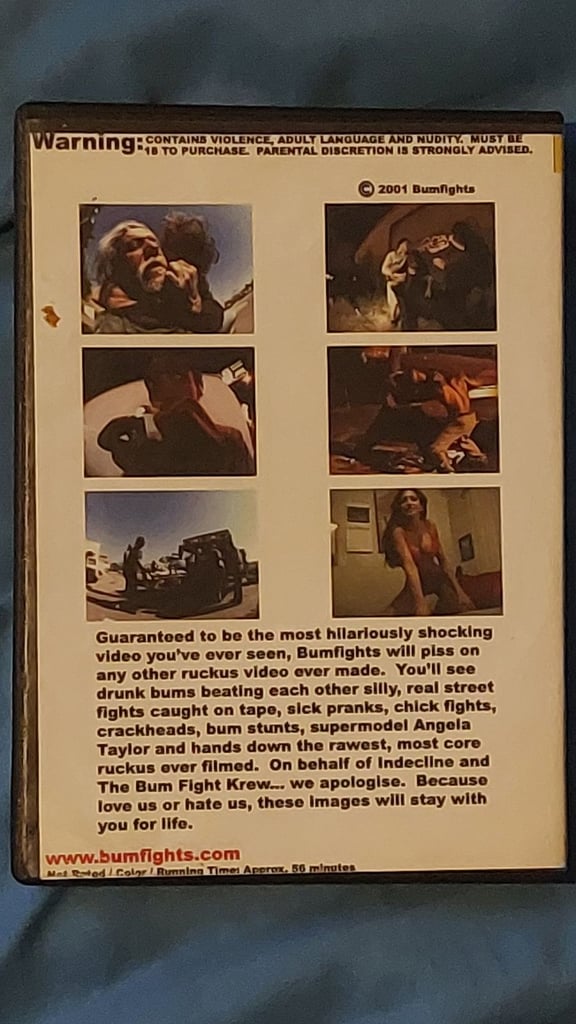 Warning: CONTAINS VIOLENCE, ADULT LANGUAGE AND NUDITY. MUST BE
18 TO PURCHASE. PARENTAL DISCRETION IS STRONGLY ADVISED.
© 2001 Bumfights
Guaranteed to be the most hilariously shocking
video you've ever seen, Bumfights will piss on
any other ruckus video ever made. You'll see
drunk bums beating each other silly, real street
fights caught on tape, sick pranks, chick fights,
crackheads, bum stunts, supermodel Angela
Taylor and hands down the rawest, most core
ruckus ever filmed. On behalf of Indecline and
The Bum Fight Krew... we apologise. Because
love us or hate us, these images will stay with
you for life.
www.bumfights.com
Not Rated / Color / Running Time: Approx. 56 minutes